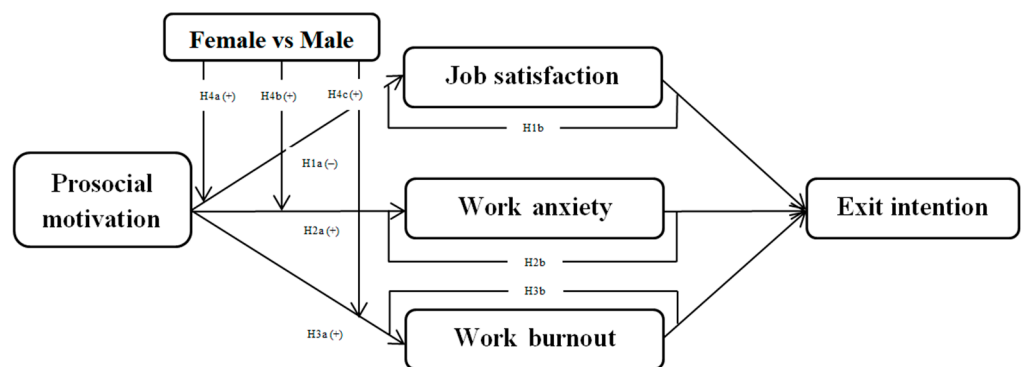 Female vs Male
Job satisfaction
H4a (+)
H4b (+)
H4c (+)
H1b
H1a (–)
Prosocial
motivation
Work anxiety
Exit intention
H2a (+)
H2b
H3b
H3a (+)
Work burnout